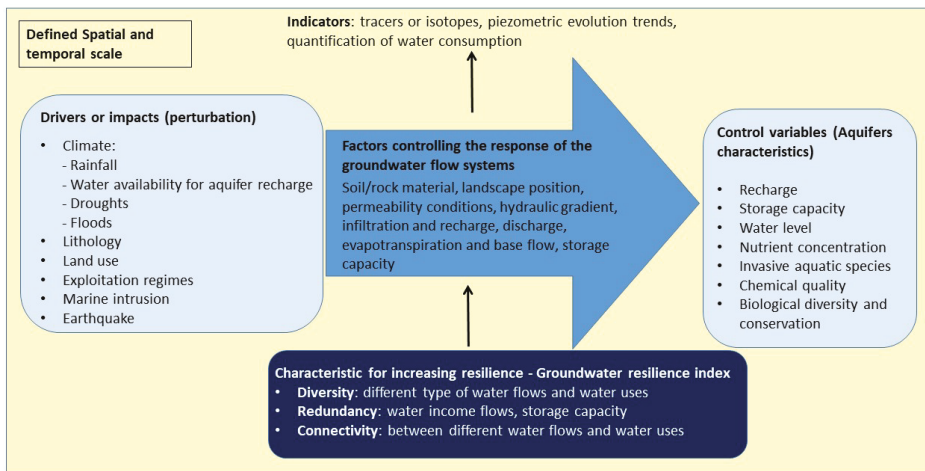 Defined Spatial and
temporal scale
Indicators: tracers or isotopes, piezometric evolution trends,
quantification of water consumption
Drivers or impacts (perturbation)
• Climate:
- Rainfall
- Water availability for aquifer recharge
- Droughts
- Floods
• Lithology
• Land use
• Exploitation regimes
• Marine intrusion
• Earthquake
Factors controlling the response of the
groundwater flow systems
Soil/rock material, landscape position,
permeability conditions, hydraulic gradient,
infiltration and recharge, discharge,
evapotranspiration and base flow, storage
capacity
Control variables (Aquifers
characteristics)
• Recharge
• Storage capacity
• Water level
• Nutrient concentration
• Invasive aquatic species
• Chemical quality
• Biological diversity and
conservation
Characteristic for increasing resilience - Groundwater resilience index
• Diversity: different type of water flows and water uses
• Redundancy: water income flows, storage capacity
• Connectivity: between different water flows and water uses